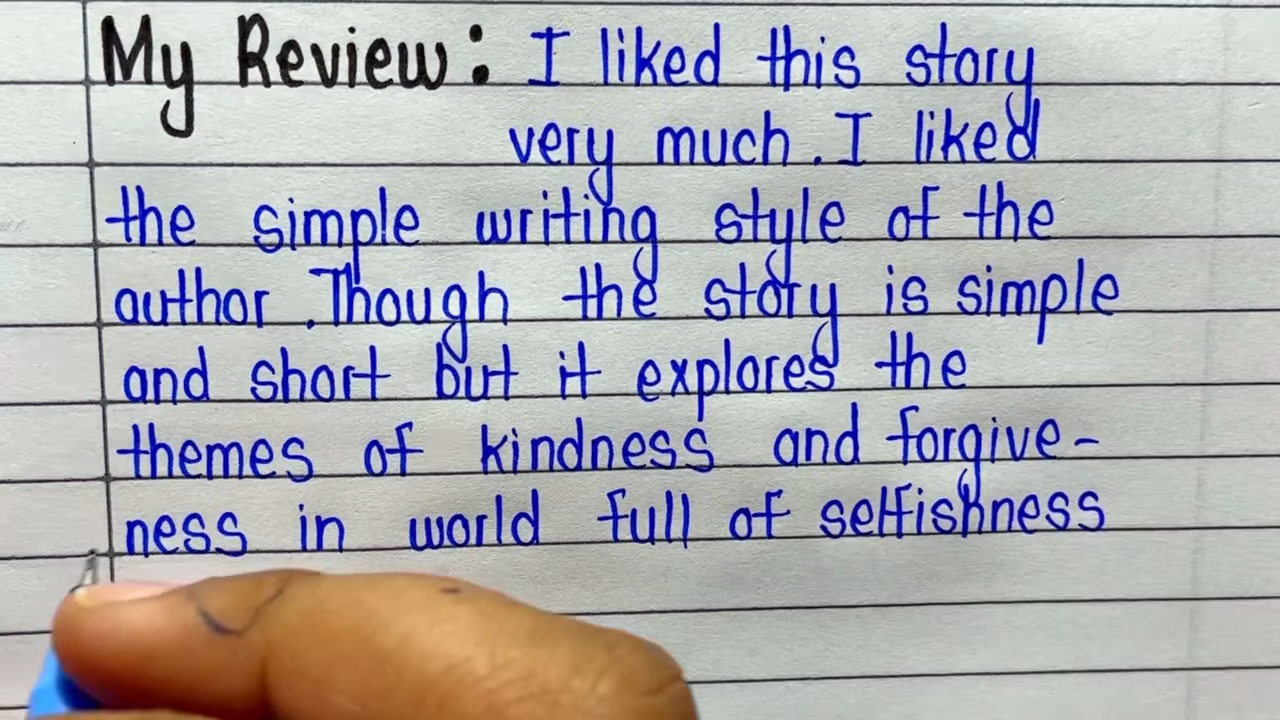 My Review: I liked this story
very much. I liked
the simple writing style of the
author. Though the story is simple
and short but it explores the
themes of kindness and forgive-
ness in world full of selfishness